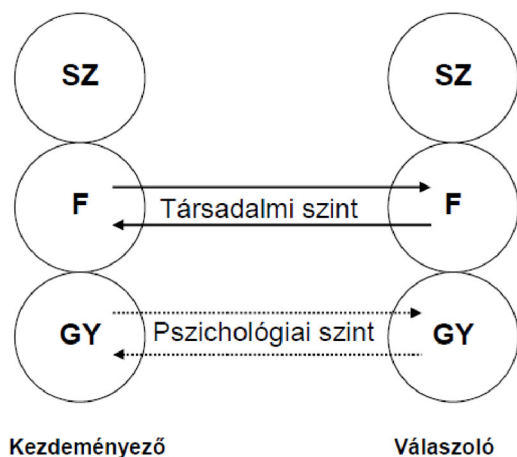 SZ SZ
F Társadalmi szint F
GY Pszichológiai szint GY
Kezdeményező Válaszoló